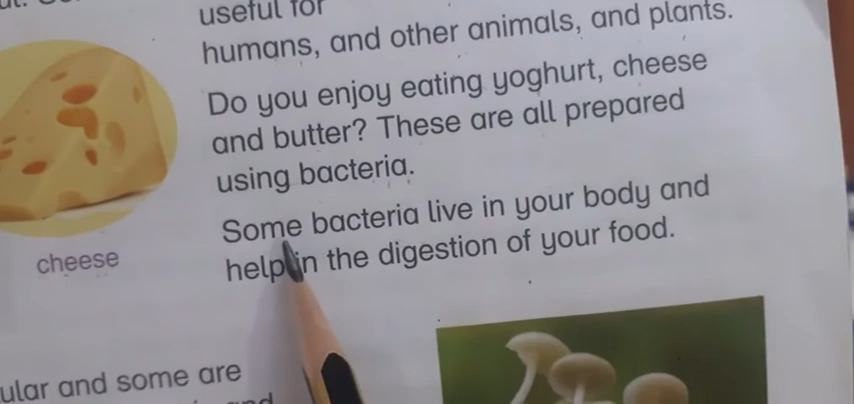 useful for
humans, and other animals, and plants.
Do you enjoy eating yoghurt, cheese
and butter? These are all prepared
using bacteria.
Some bacteria live in your body and
help in the digestion of your food.
cheese
ular and some are